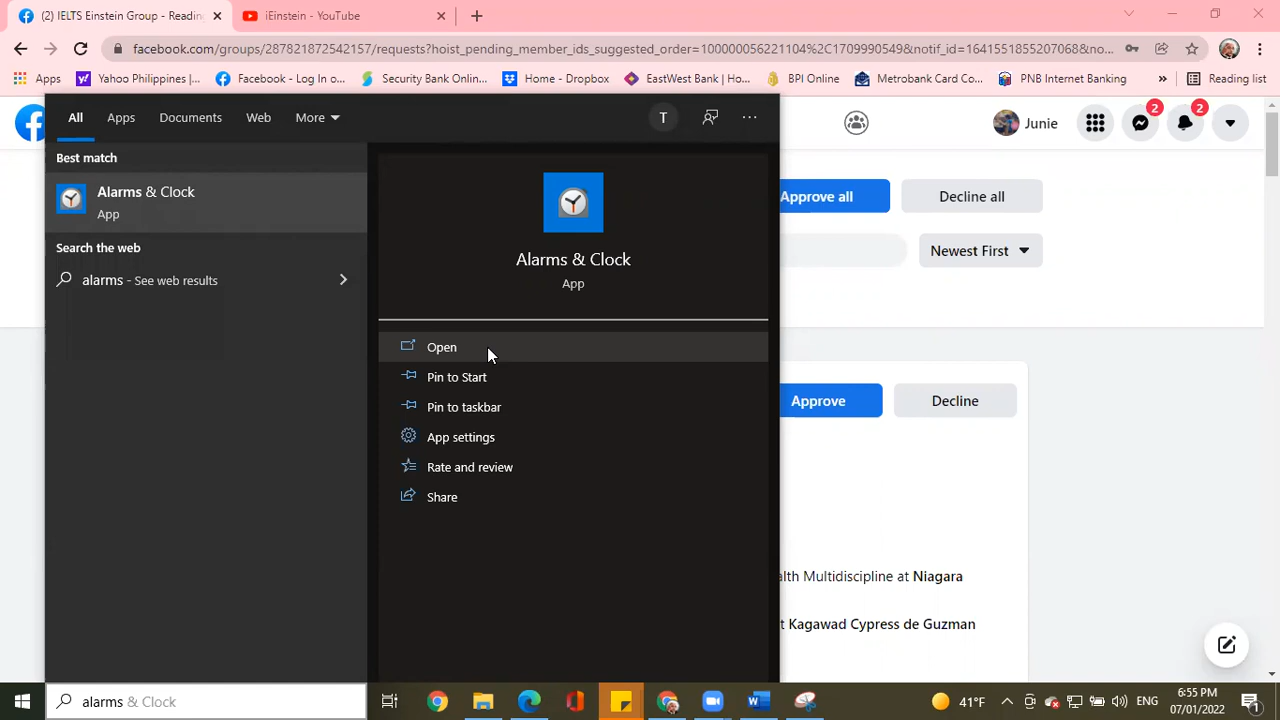 (2) IELTS Einstein Group - Reading
iEinstein - YouTube
facebook.com/groups/287821872542157/requests?hoist_pending_member_ids_suggested_order=100000056221104%2C1709990549&notif_id=1641551855207068&no...
Apps
Yahoo Philipines |...
Facebook - Log In o...
Security Bank Onlin...
Home - Dropbox
EastWest Bank: Ho...
BPI Online
Metrobank Card Co...
PNB Internet Banking
»
Reading list
All
Apps
Documents
Web
More
T
...
Junie
2
2
Best match
Alarms & Clock
App
Search the web
alarms - See web results
Alarms & Clock
App
Open
Pin to Start
Pin to taskbar
App settings
Rate and review
Share
Approve all
Decline all
Newest First
Approve
Decline
alth Multidiscipline at Niagara
t Kagawad Cypress de Guzman
alarms & Clock
41°F
ENG
6:55 PM
07/01/2022
1